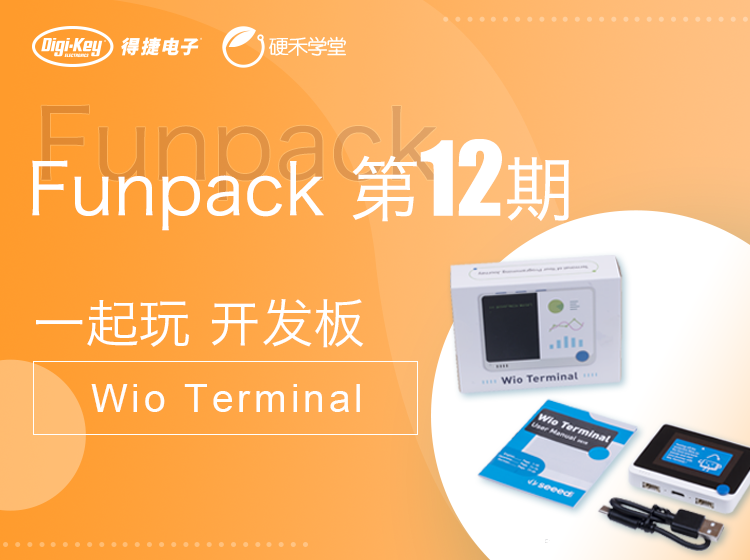 Digi-Key
ELECTRONICS
得捷电子
硬禾学堂
Funpack
Funpack 第12期
一起玩 开发板
Wio Terminal
Wio Terminal
Wio Terminal
User Manual
seeed